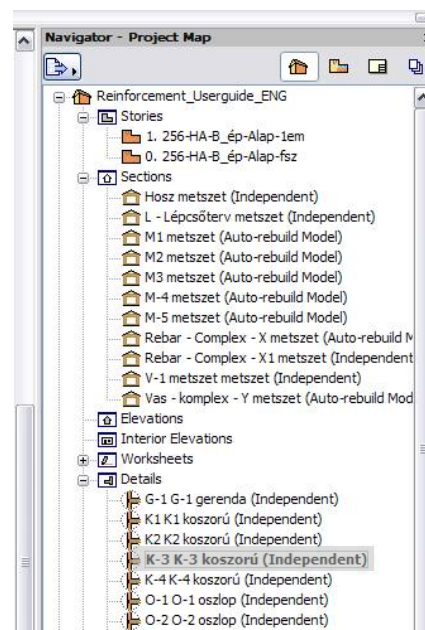 Navigator - Project Map
Reinforcement_Userguide_ENG
Stories
1. 256-HA-B_ép-Alap-1em
0. 256-HA-B_ép-Alap-fsz
Sections
Hosz metszet (Independent)
L - Lépcsőterv metszet (Independent)
M1 metszet (Auto-rebuild Model)
M2 metszet (Auto-rebuild Model)
M3 metszet (Auto-rebuild Model)
M-4 metszet (Auto-rebuild Model)
M-5 metszet (Auto-rebuild Model)
Rebar - Complex - X metszet (Auto-rebuild M
Rebar - Complex - X1 metszet (Independent
V-1 metszet metszet (Independent)
Vas - komplex - Y metszet (Auto-rebuild Mod
Elevations
Interior Elevations
Worksheets
Details
G-1 G-1 gerenda (Independent)
K1 K1 koszorú (Independent)
K2 K2 koszorú (Independent)
K-3 K-3 koszorú (Independent)
K-4 K-4 koszorú (Independent)
O-1 O-1 oszlop (Independent)
O-2 O-2 oszlop (Independent)